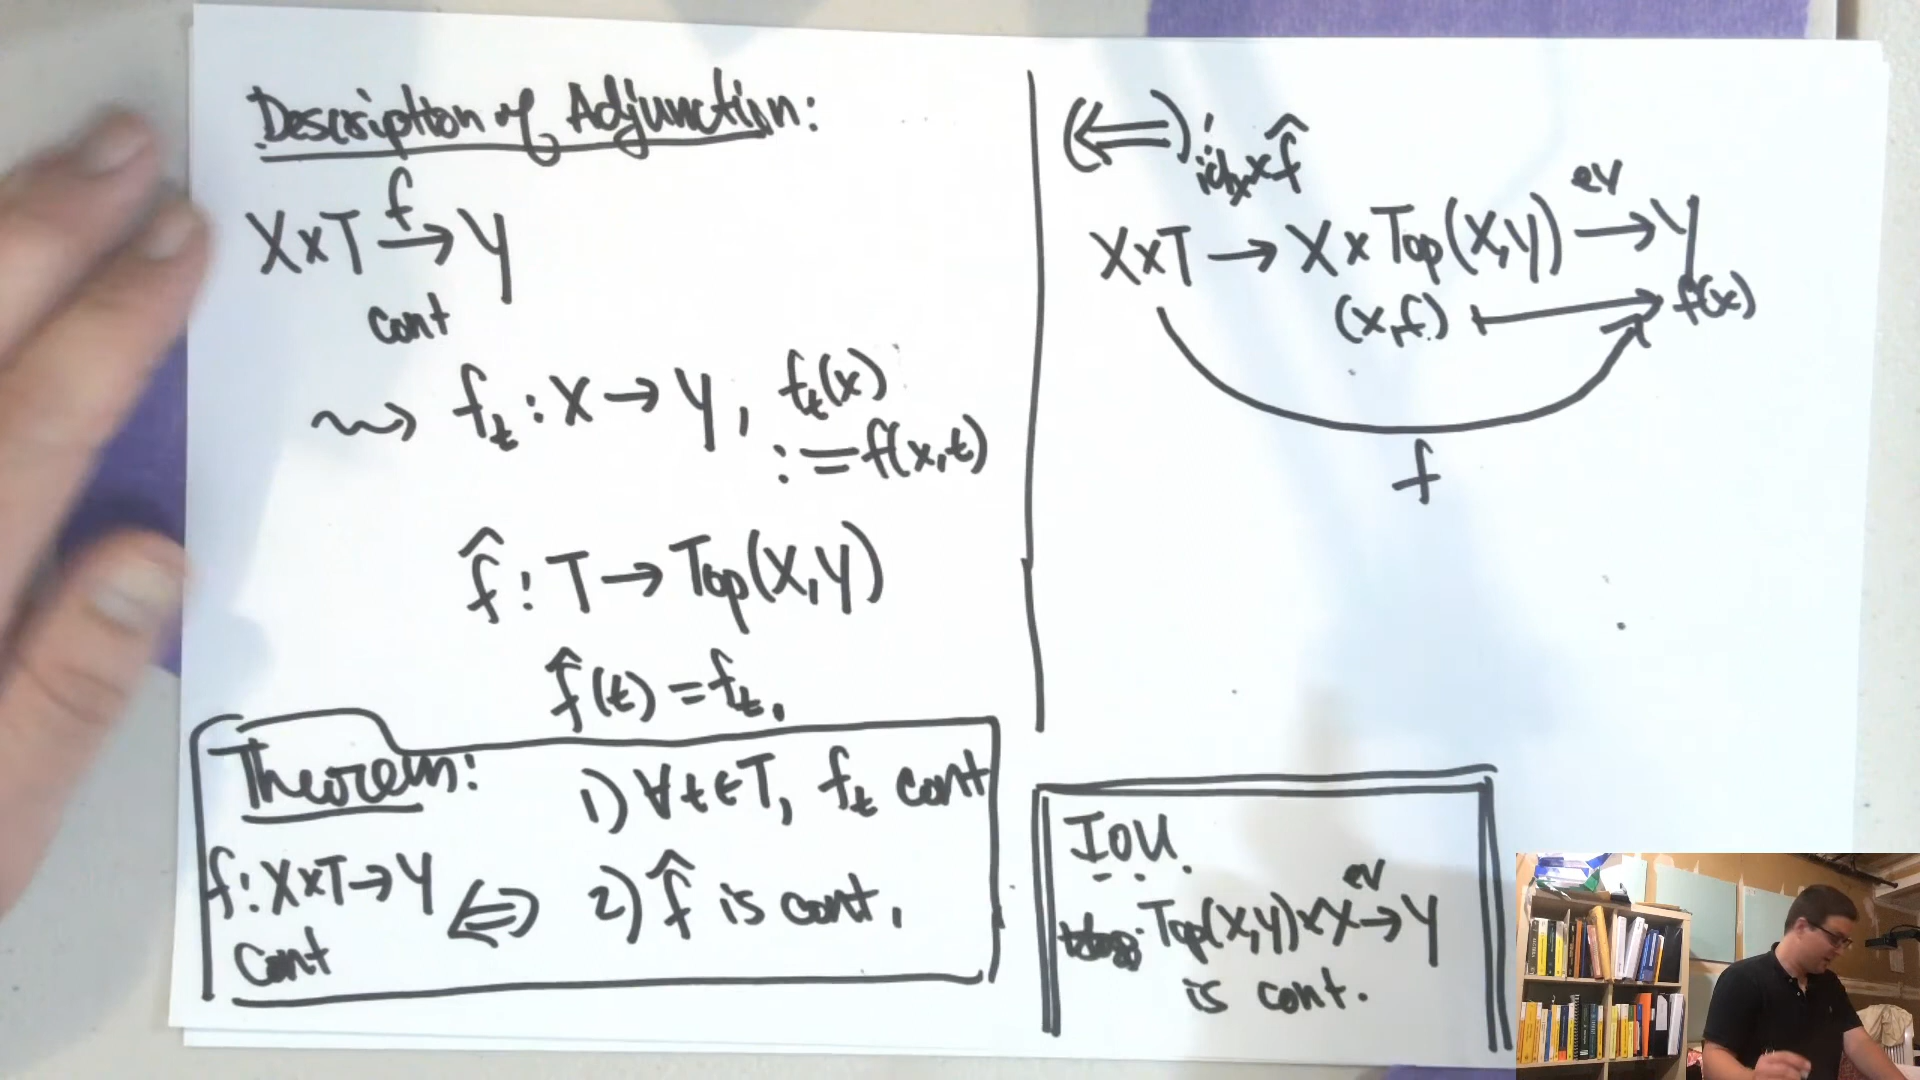 Description of Adjunction:
X×T →^f Y
cont
⇝ f_t : X → Y, f_t(x)
:= f(x,t)
f̂ : T → Top(X,Y)
f̂(t) = f_t.
Theorem: 1) ∀t∈T, f_t cont
f: X×T → Y ⇔ 2) f̂ is cont.
cont
(⇐): id_X × f̂
X×T → X × Top(X,Y) →^{ev} Y
(x,f) ↦ f(x)
f
IOU.
Top(X,Y)×X →^{ev} Y
is cont.